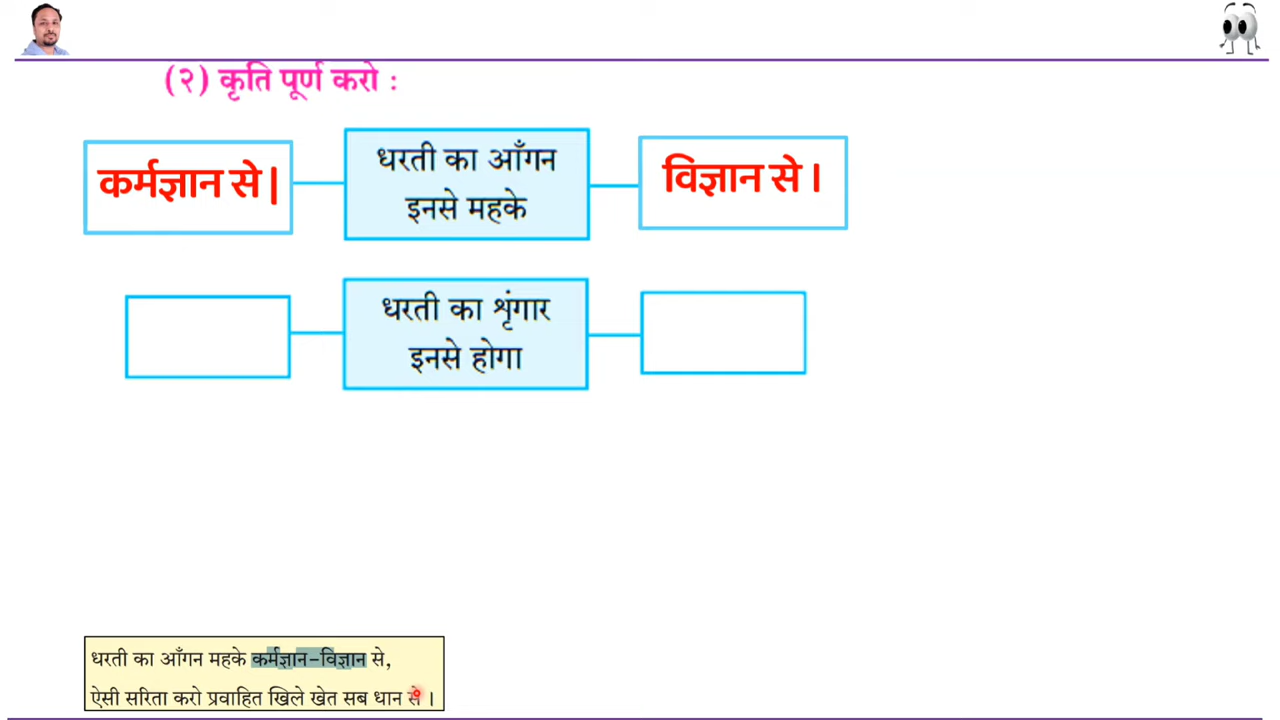 (२) कृति पूर्ण करो :
कर्मज्ञान से |
धरती का आँगन
इनसे महके
विज्ञान से ।
धरती का शृंगार
इनसे होगा
धरती का आँगन महके कर्मज्ञान-विज्ञान से,
ऐसी सरिता करो प्रवाहित खिले खेत सब धान से ।